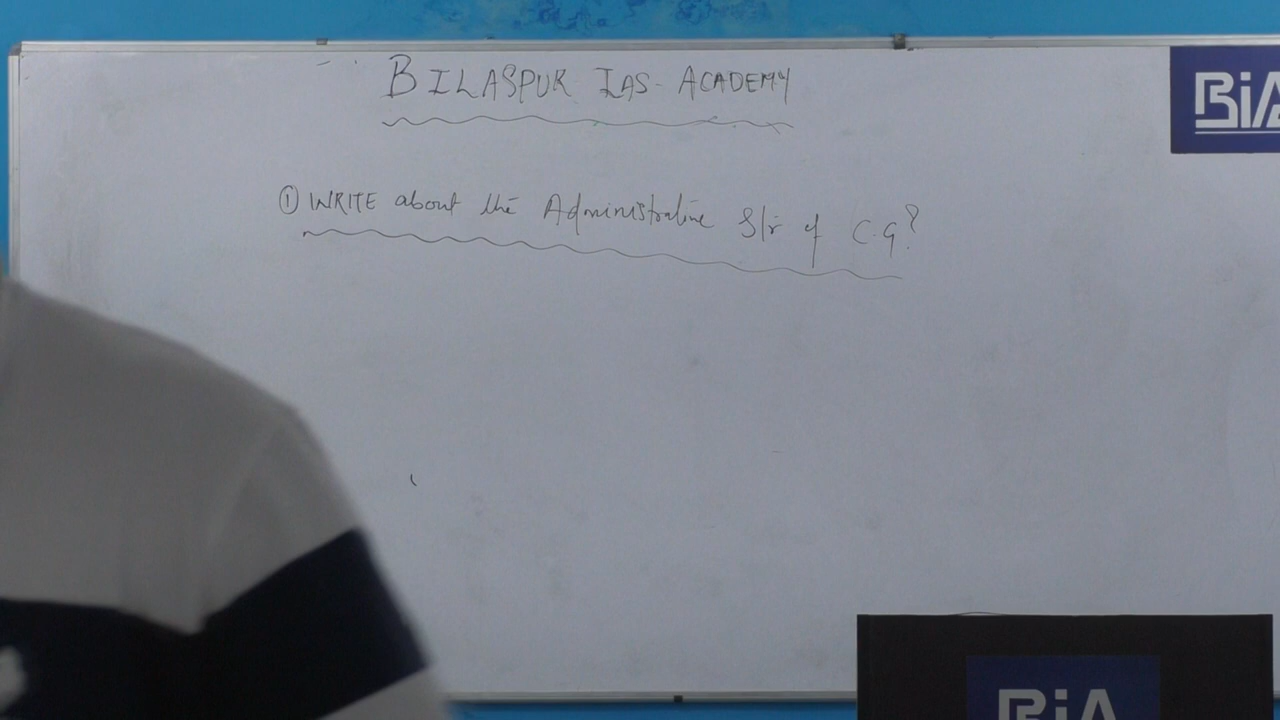 BILASPUR IAS-ACADEMY
BiA
① WRITE about the Administrative S/r of C.G?
BiA